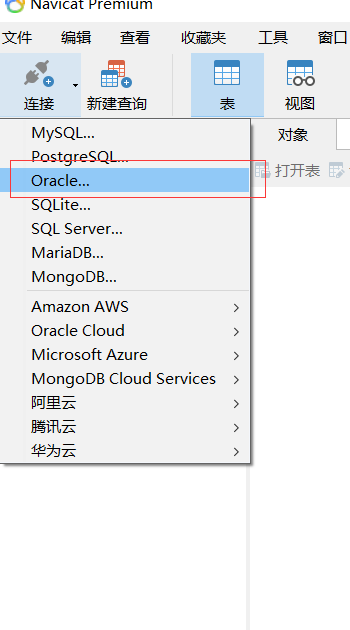 Navicat Premium
文件 编辑 查看 收藏夹 工具 窗口
连接 新建查询 表 视图
MySQL...
对象
PostgreSQL...
打开表
Oracle...
SQLite...
SQL Server...
MariaDB...
MongoDB...
Amazon AWS
Oracle Cloud
Microsoft Azure
MongoDB Cloud Services
阿里云
腾讯云
华为云